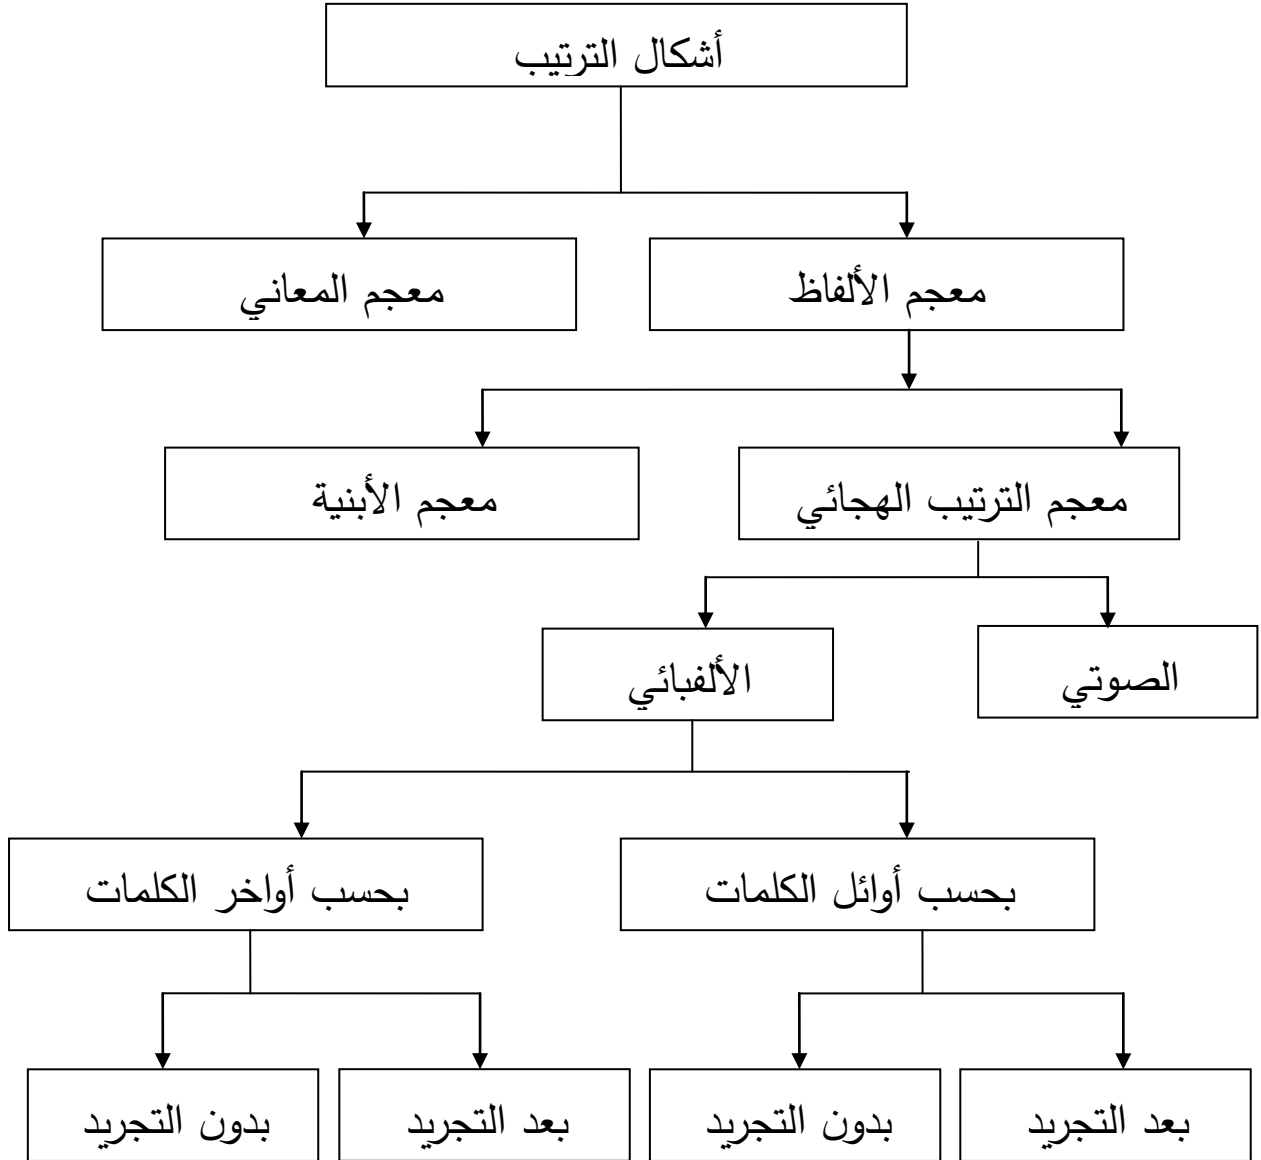 أشكال الترتيب
معجم الألفاظ
معجم المعاني
معجم الترتيب الهجائي
معجم الأبنية
الصوتي
الألفبائي
بحسب أوائل الكلمات
بحسب أواخر الكلمات
بعد التجريد
بدون التجريد
بعد التجريد
بدون التجريد